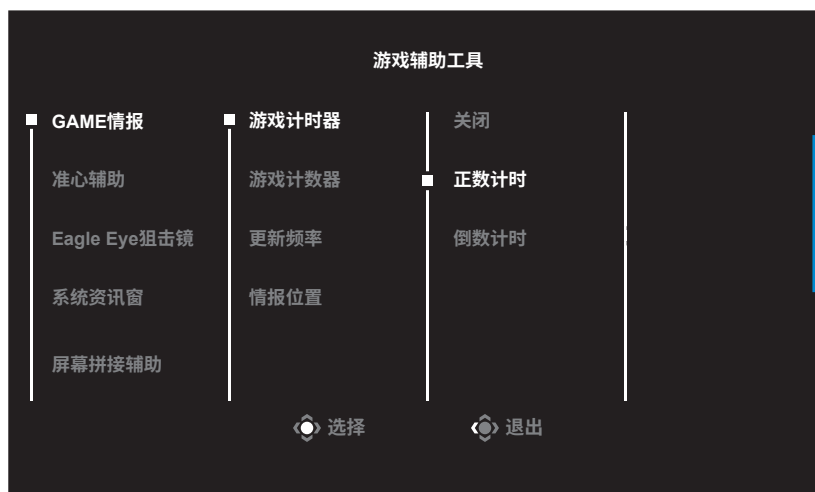 游戏辅助工具
GAME情报 游戏计时器 关闭
准心辅助 游戏计数器 正数计时
Eagle Eye狙击镜 更新频率 倒数计时
系统资讯窗 情报位置
屏幕拼接辅助
选择 退出